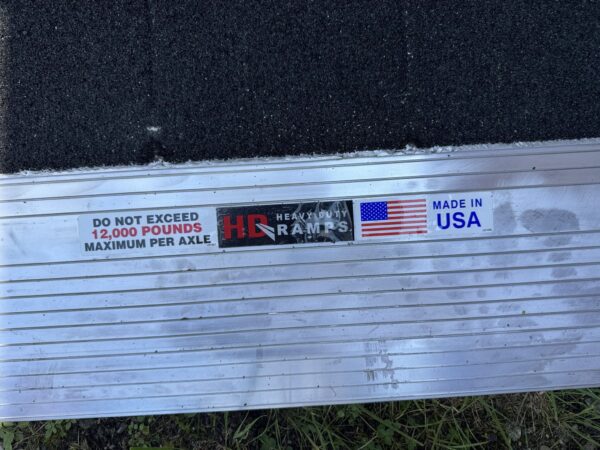 DO NOT EXCEED
12,000 POUNDS
MAXIMUM PER AXLE
HD
HEAVY DUTY
RAMPS
MADE IN
USA